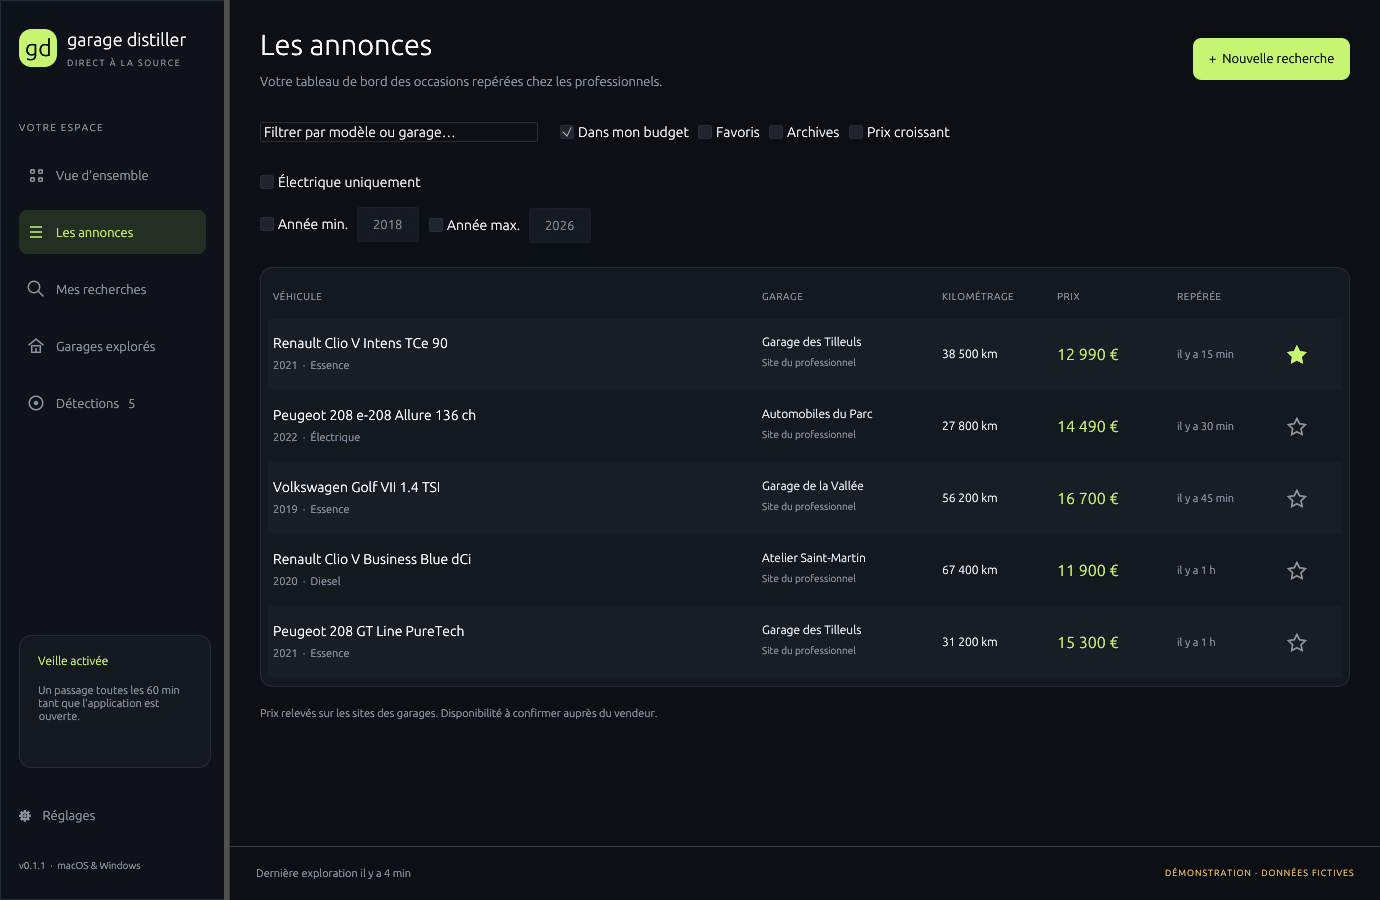 gd
garage distiller
DIRECT À LA SOURCE
VOTRE ESPACE
Vue d'ensemble
Les annonces
Mes recherches
Garages explorés
Détections 5
Veille activée
Un passage toutes les 60 min
tant que l'application est
ouverte.
Réglages
v0.1.1 · macOS & Windows
Les annonces
Votre tableau de bord des occasions repérées chez les professionnels.
+ Nouvelle recherche
Filtrer par modèle ou garage…
Dans mon budget Favoris Archives Prix croissant
Électrique uniquement
Année min. 2018 Année max. 2026
VÉHICULE GARAGE KILOMÉTRAGE PRIX REPÉRÉE
Renault Clio V Intens TCe 90
2021 · Essence
Garage des Tilleuls
Site du professionnel
38 500 km
12 990 €
il y a 15 min
Peugeot 208 e-208 Allure 136 ch
2022 · Électrique
Automobiles du Parc
Site du professionnel
27 800 km
14 490 €
il y a 30 min
Volkswagen Golf VII 1.4 TSI
2019 · Essence
Garage de la Vallée
Site du professionnel
56 200 km
16 700 €
il y a 45 min
Renault Clio V Business Blue dCi
2020 · Diesel
Atelier Saint-Martin
Site du professionnel
67 400 km
11 900 €
il y a 1 h
Peugeot 208 GT Line PureTech
2021 · Essence
Garage des Tilleuls
Site du professionnel
31 200 km
15 300 €
il y a 1 h
Prix relevés sur les sites des garages. Disponibilité à confirmer auprès du vendeur.
Dernière exploration il y a 4 min
DÉMONSTRATION · DONNÉES FICTIVES